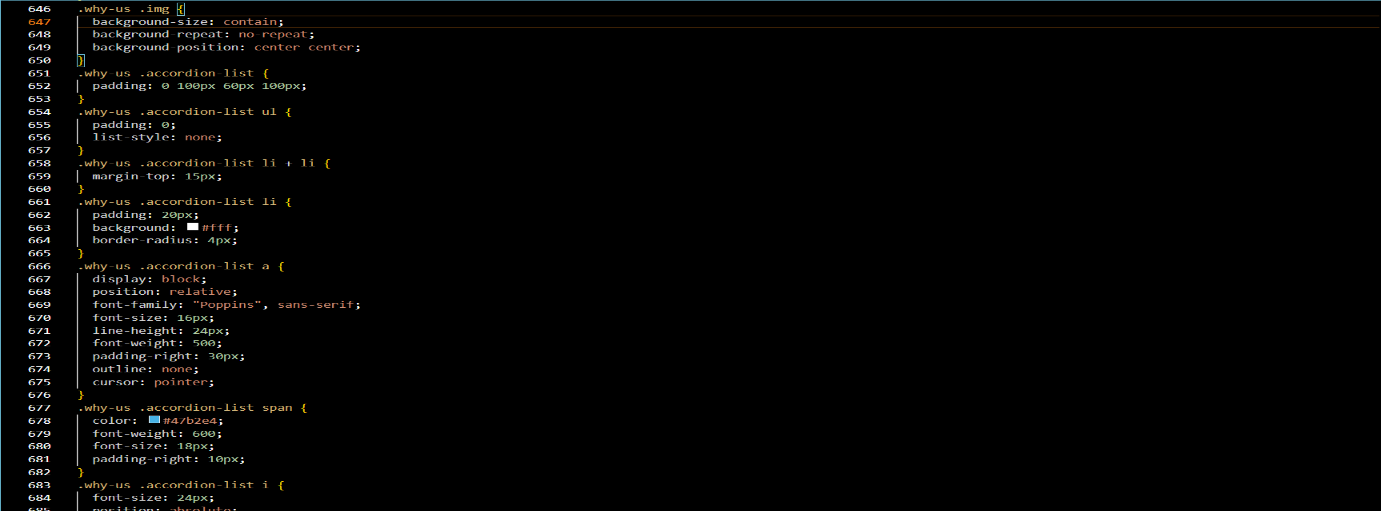 646 .why-us .img {
647 background-size: contain;
648 background-repeat: no-repeat;
649 background-position: center center;
650 }
651 .why-us .accordion-list {
652 padding: 0 100px 60px 100px;
653 }
654 .why-us .accordion-list ul {
655 padding: 0;
656 list-style: none;
657 }
658 .why-us .accordion-list li + li {
659 margin-top: 15px;
660 }
661 .why-us .accordion-list li {
662 padding: 20px;
663 background: #fff;
664 border-radius: 4px;
665 }
666 .why-us .accordion-list a {
667 display: block;
668 position: relative;
669 font-family: "Poppins", sans-serif;
670 font-size: 16px;
671 line-height: 24px;
672 font-weight: 500;
673 padding-right: 30px;
674 outline: none;
675 cursor: pointer;
676 }
677 .why-us .accordion-list span {
678 color: #47b2e4;
679 font-weight: 600;
680 font-size: 18px;
681 padding-right: 10px;
682 }
683 .why-us .accordion-list i {
684 font-size: 24px;
685 position: absolute;